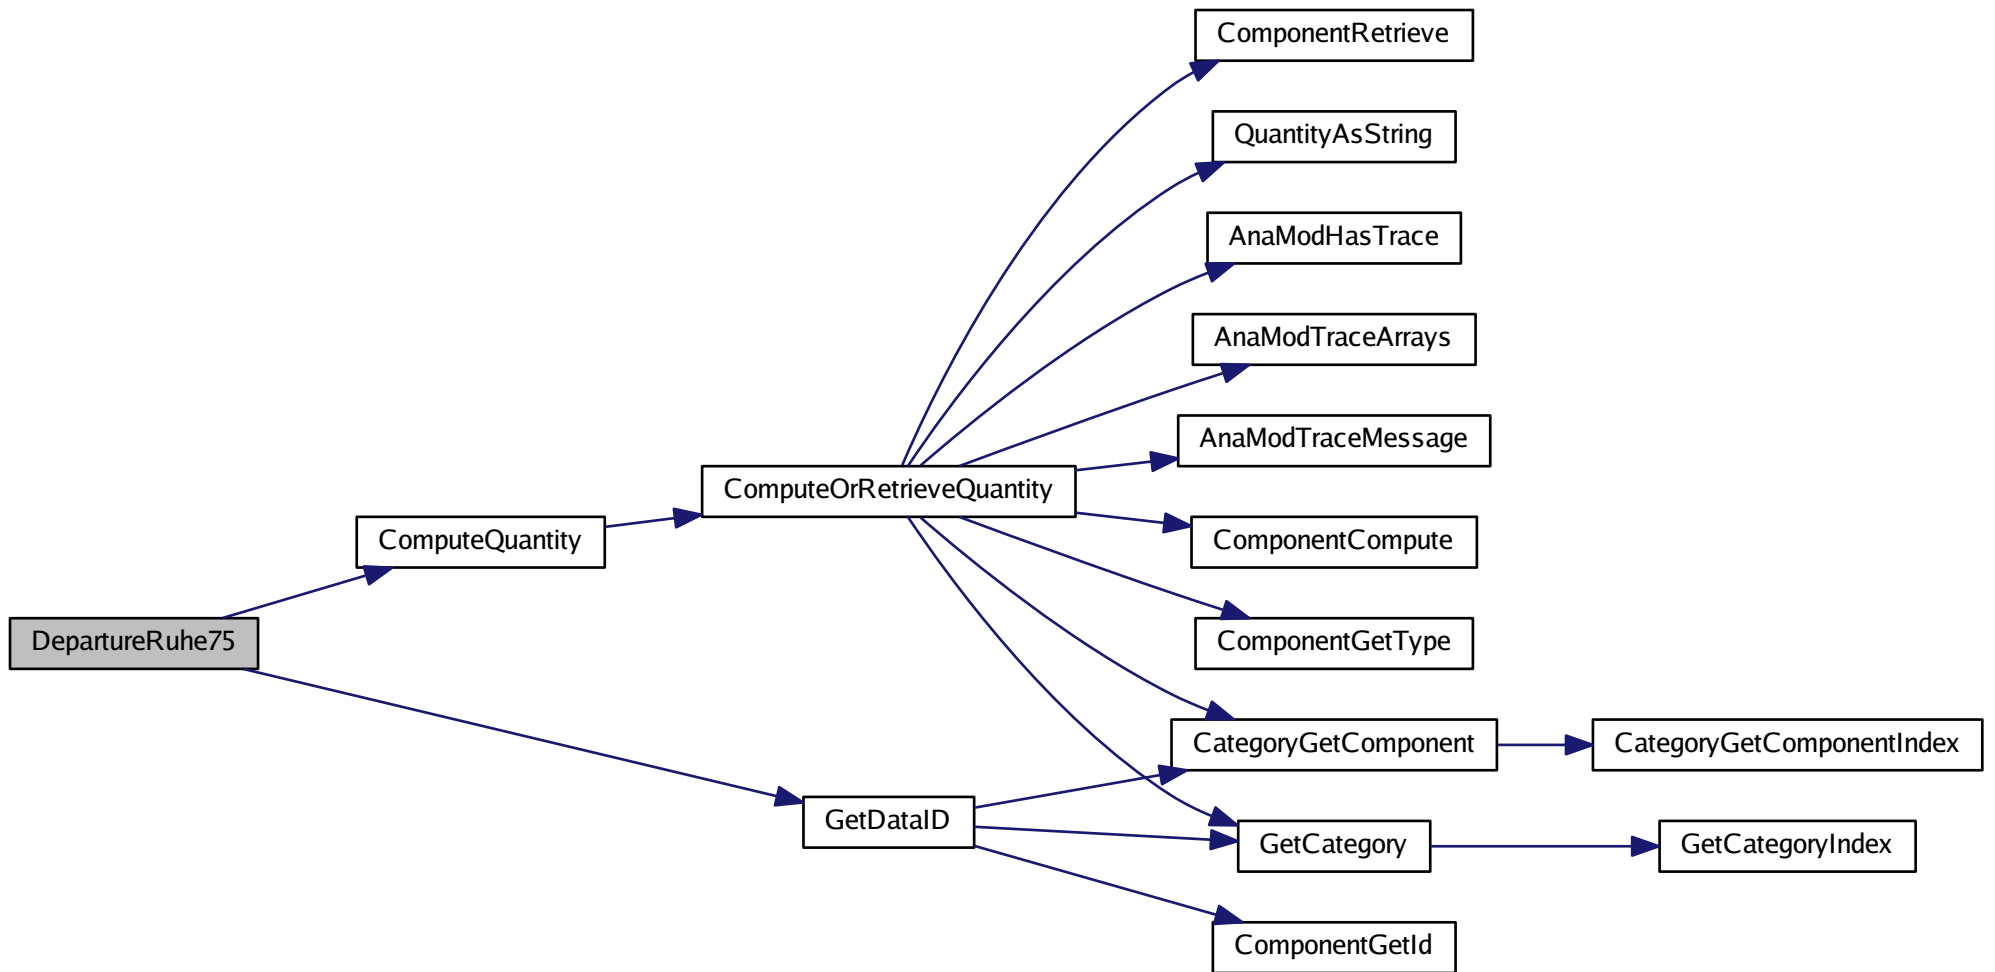 ComponentRetrieve
QuantityAsString
AnaModHasTrace
AnaModTraceArrays
AnaModTraceMessage
ComputeOrRetrieveQuantity
ComputeQuantity
ComponentCompute
DepartureRuhe75
ComponentGetType
CategoryGetComponent
CategoryGetComponentIndex
GetDataID
GetCategory
GetCategoryIndex
ComponentGetId